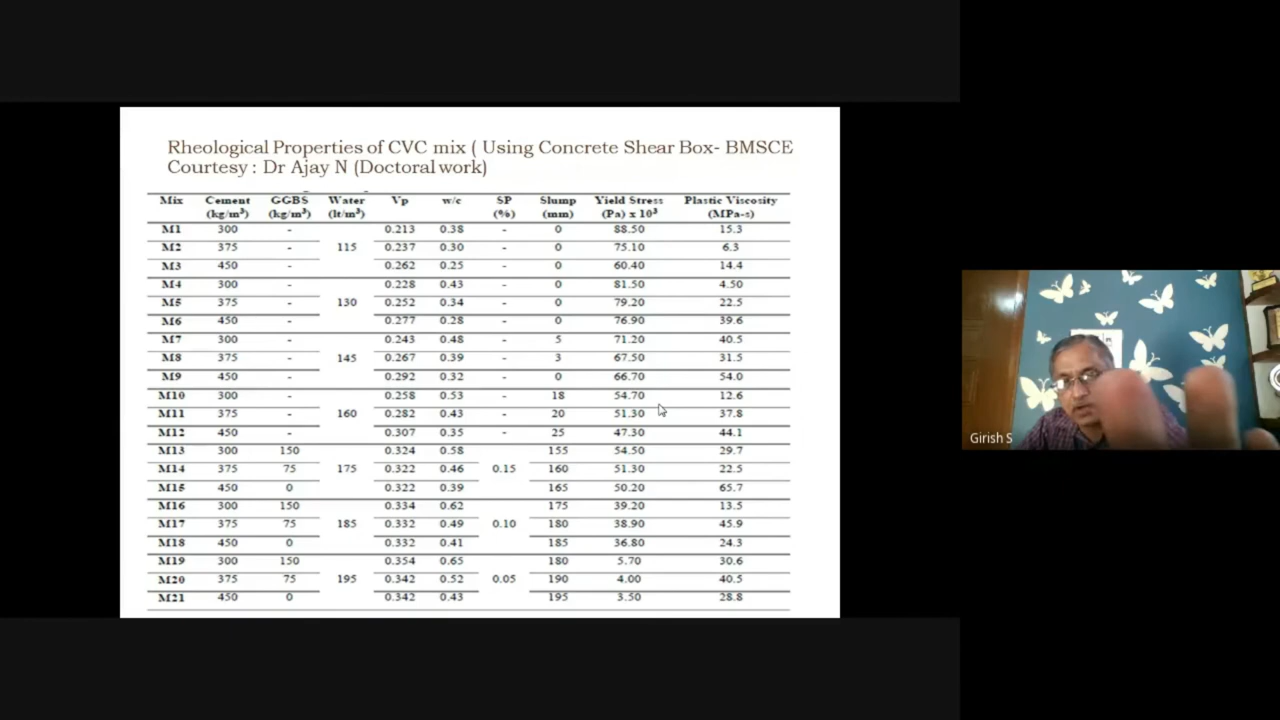 Rheological Properties of CVC mix ( Using Concrete Shear Box- BMSCE
Courtesy : Dr Ajay N (Doctoral work)
Mix Cement (kg/m³) GGBS (kg/m³) Water (lt/m³) Vp w/c SP (%) Slump (mm) Yield Stress (Pa) x 10³ Plastic Viscosity (MPa-s)
M1 300 - 0.213 0.38 - 0 88.50 15.3
M2 375 - 115 0.237 0.30 - 0 75.10 6.3
M3 450 - 0.262 0.25 - 0 60.40 14.4
M4 300 - 0.228 0.43 - 0 81.50 4.50
M5 375 - 130 0.252 0.34 - 0 79.20 22.5
M6 450 - 0.277 0.28 - 0 76.90 39.6
M7 300 - 0.243 0.48 - 5 71.20 40.5
M8 375 - 145 0.267 0.39 - 3 67.50 31.5
M9 450 - 0.292 0.32 - 0 66.70 54.0
M10 300 - 0.258 0.53 - 18 54.70 12.6
M11 375 - 160 0.282 0.43 - 20 51.30 37.8
M12 450 - 0.307 0.35 - 25 47.30 44.1
M13 300 150 0.324 0.58 155 54.50 29.7
M14 375 75 175 0.322 0.46 0.15 160 51.30 22.5
M15 450 0 0.322 0.39 165 50.20 65.7
M16 300 150 0.334 0.62 175 39.20 13.5
M17 375 75 185 0.332 0.49 0.10 180 38.90 45.9
M18 450 0 0.332 0.41 185 36.80 24.3
M19 300 150 0.354 0.65 180 5.70 30.6
M20 375 75 195 0.342 0.52 0.05 190 4.00 40.5
M21 450 0 0.342 0.43 195 3.50 28.8
Girish S